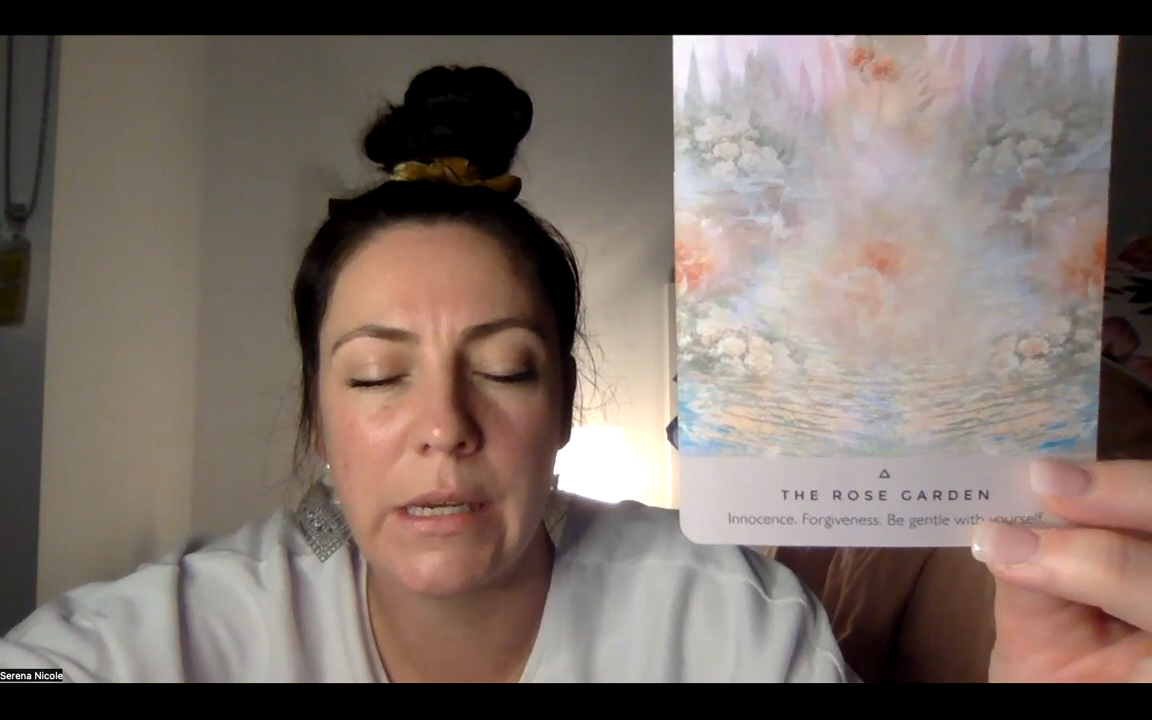 THE ROSE GARDEN
Innocence. Forgiveness. Be gentle with yourself.
Serena Nicole